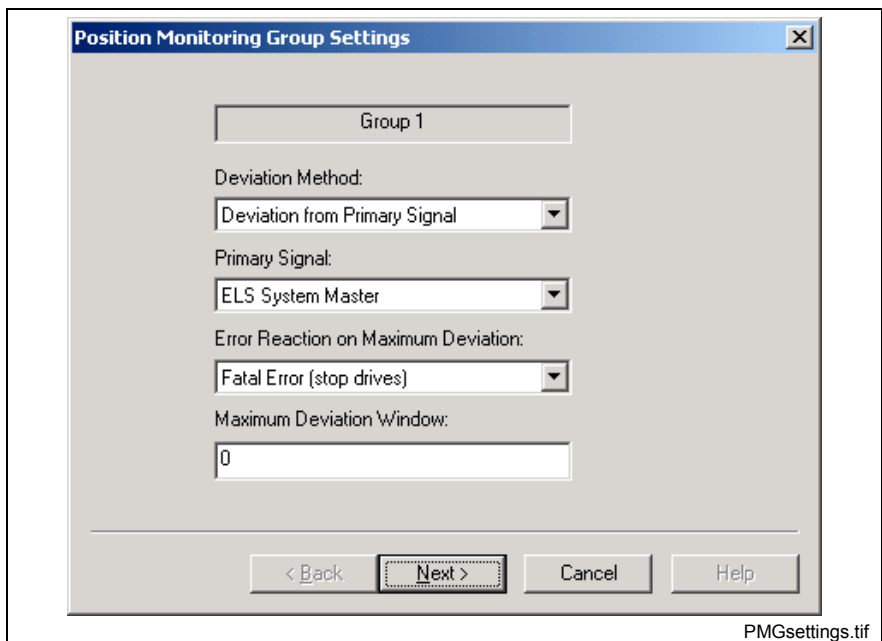 Position Monitoring Group Settings
Group 1
Deviation Method:
Deviation from Primary Signal
Primary Signal:
ELS System Master
Error Reaction on Maximum Deviation:
Fatal Error (stop drives)
Maximum Deviation Window:
0
< Back Next > Cancel Help
PMGsettings.tif